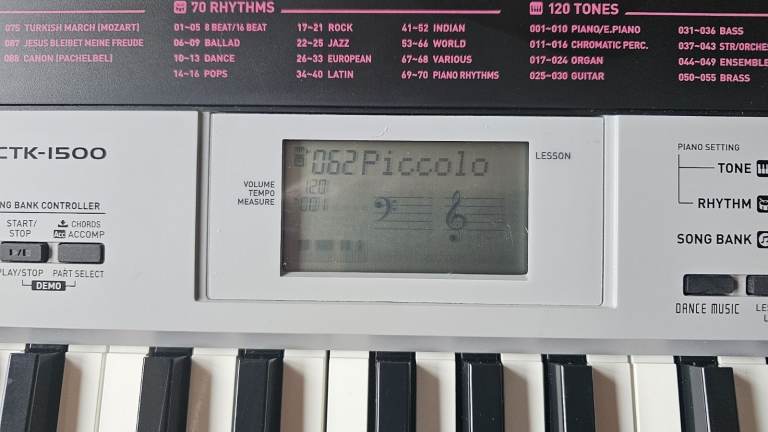 70 RHYTHMS
120 TONES
075 TURKISH MARCH (MOZART)
087 JESUS BLEIBET MEINE FREUDE
088 CANON (PACHELBEL)
01~05 8 BEAT/16 BEAT
06~09 BALLAD
10~13 DANCE
14~16 POPS
17~21 ROCK
22~25 JAZZ
26~33 EUROPEAN
34~40 LATIN
41~52 INDIAN
53~66 WORLD
67~68 VARIOUS
69~70 PIANO RHYTHMS
001~010 PIANO/E.PIANO
011~016 CHROMATIC PERC.
017~024 ORGAN
025~030 GUITAR
031~036 BASS
037~043 STR/ORCHES
044~049 ENSEMBLE
050~055 BRASS
CTK-1500
NG BANK CONTROLLER
START/
STOP
CHORDS
Acc ACCOMP
PLAY/STOP
PART SELECT
DEMO
VOLUME
TEMPO
MEASURE
062 Piccolo
120
001
LESSON
PIANO SETTING
TONE
RHYTHM
SONG BANK
DANCE MUSIC